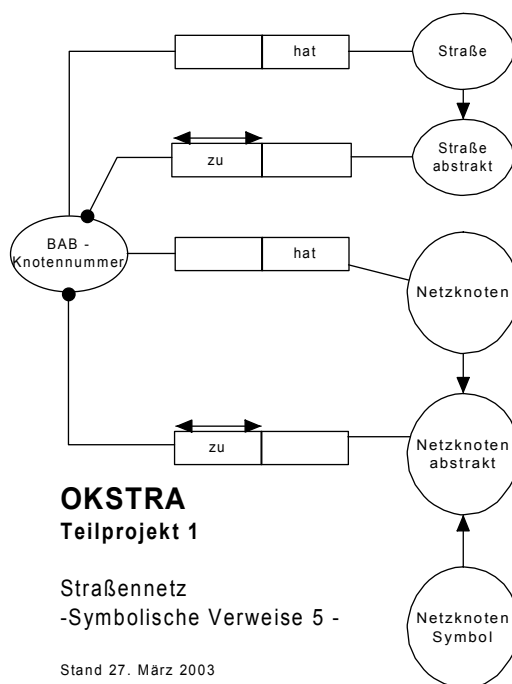 hat
Straße
zu
Straße
abstrakt
BAB -
Knotennummer
hat
Netzknoten
zu
Netzknoten
abstrakt
OKSTRA
Teilprojekt 1
Straßennetz
-Symbolische Verweise 5 -
Netzknoten
Symbol
Stand 27. März 2003